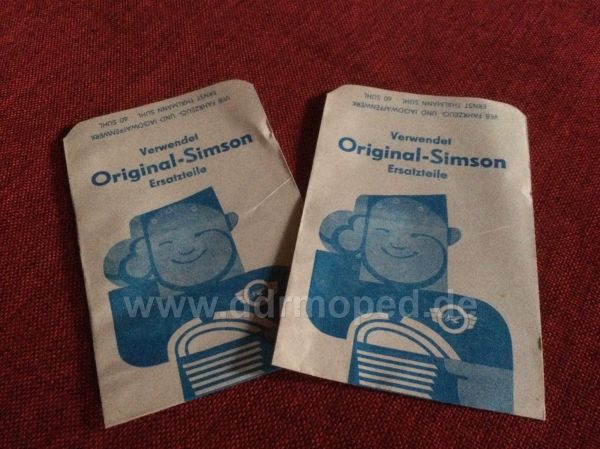 VEB FAHRZEUG- UND JAGDWAFFENWERK
ERNST THÄLMANN SUHL 60 SUHL
Verwendet
Original-Simson
Ersatzteile
VEB FAHRZEUG- UND JAGDWAFFENWERK
ERNST THÄLMANN SUHL · 60 SUHL
Verwendet
Original-Simson
Ersatzteile
www.ddrmoped.de